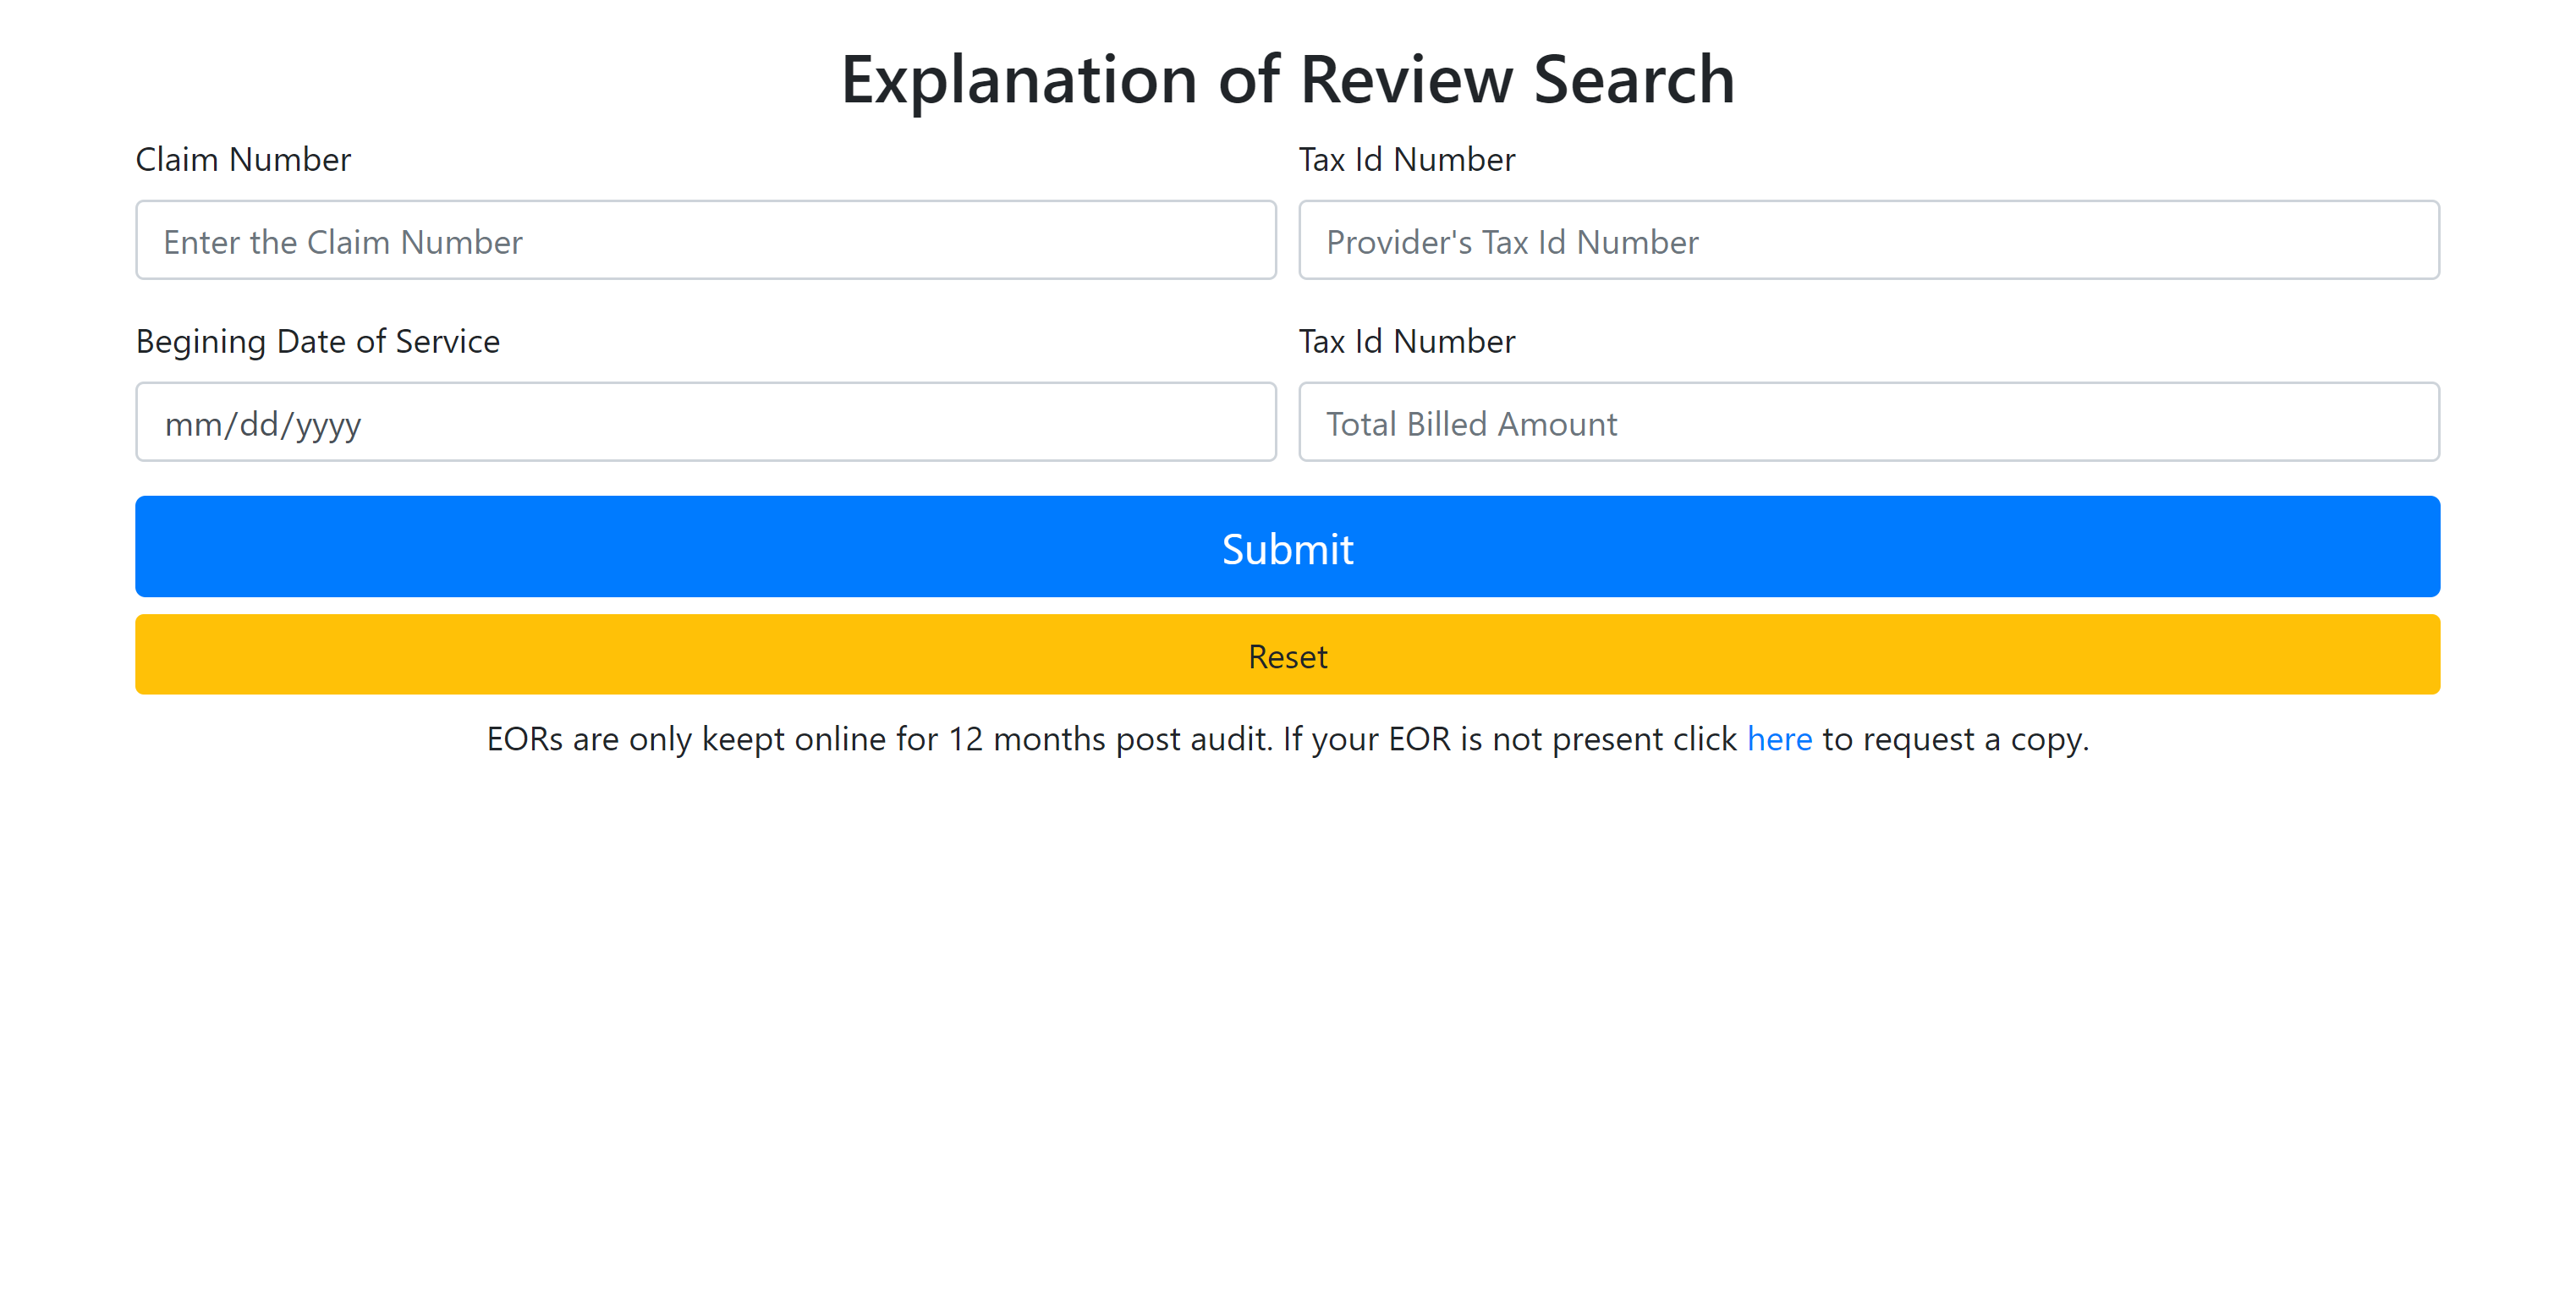 Explanation of Review Search
Claim Number
Tax Id Number
Enter the Claim Number
Provider's Tax Id Number
Begining Date of Service
Tax Id Number
mm/dd/yyyy
Total Billed Amount
Submit
Reset
EORs are only keept online for 12 months post audit. If your EOR is not present click here to request a copy.